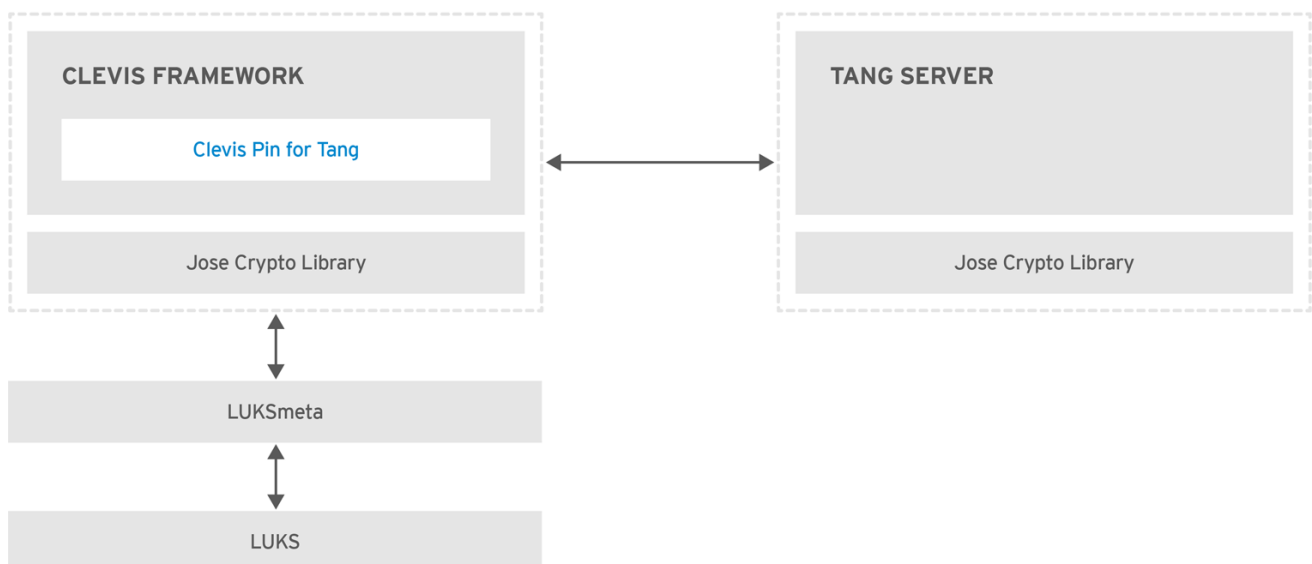 CLEVIS FRAMEWORK
Clevis Pin for Tang
Jose Crypto Library
TANG SERVER
Jose Crypto Library
LUKSmeta
LUKS